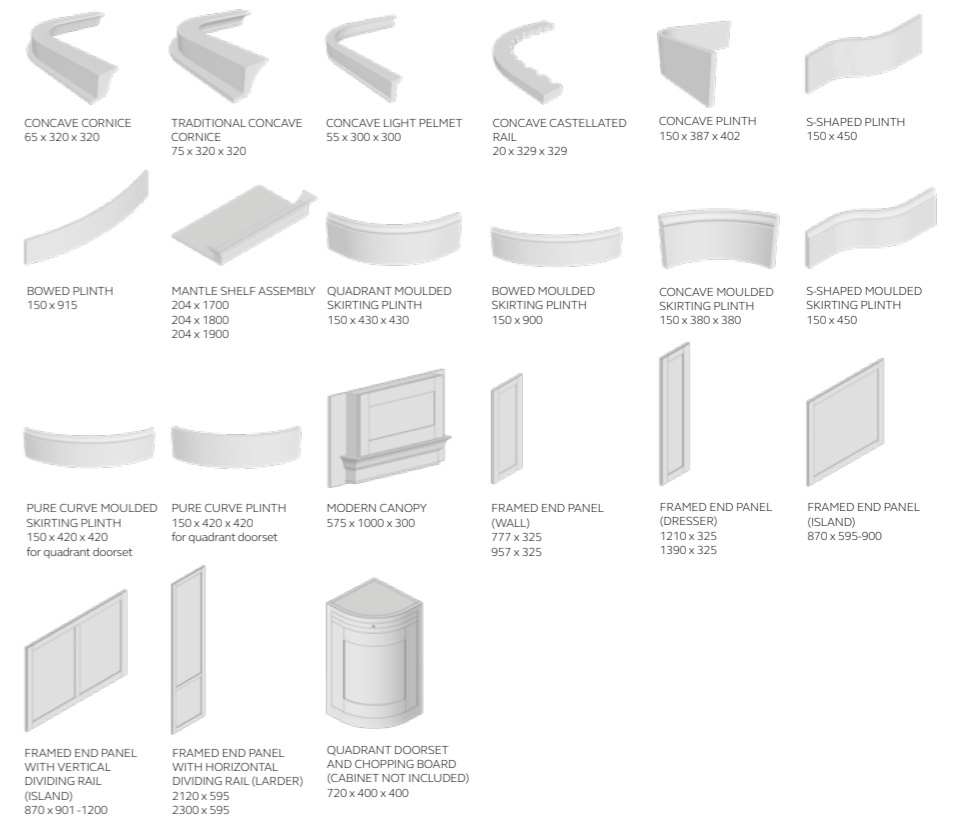 CONCAVE CORNICE
65 x 320 x 320
TRADITIONAL CONCAVE
CORNICE
75 x 320 x 320
CONCAVE LIGHT PELMET
55 x 300 x 300
CONCAVE CASTELLATED
RAIL
20 x 329 x 329
CONCAVE PLINTH
150 x 387 x 402
S-SHAPED PLINTH
150 x 450
BOWED PLINTH
150 x 915
MANTLE SHELF ASSEMBLY
204 x 1700
204 x 1800
204 x 1900
QUADRANT MOULDED
SKIRTING PLINTH
150 x 430 x 430
BOWED MOULDED
SKIRTING PLINTH
150 x 900
CONCAVE MOULDED
SKIRTING PLINTH
150 x 380 x 380
S-SHAPED MOULDED
SKIRTING PLINTH
150 x 450
PURE CURVE MOULDED
SKIRTING PLINTH
150 x 420 x 420
for quadrant doorset
PURE CURVE PLINTH
150 x 420 x 420
for quadrant doorset
MODERN CANOPY
575 x 1000 x 300
FRAMED END PANEL
(WALL)
777 x 325
957 x 325
FRAMED END PANEL
(DRESSER)
1210 x 325
1390 x 325
FRAMED END PANEL
(ISLAND)
870 x 595-900
FRAMED END PANEL
WITH VERTICAL
DIVIDING RAIL
(ISLAND)
870 x 901 -1200
FRAMED END PANEL
WITH HORIZONTAL
DIVIDING RAIL (LARDER)
2120 x 595
2300 x 595
QUADRANT DOORSET
AND CHOPPING BOARD
(CABINET NOT INCLUDED)
720 x 400 x 400